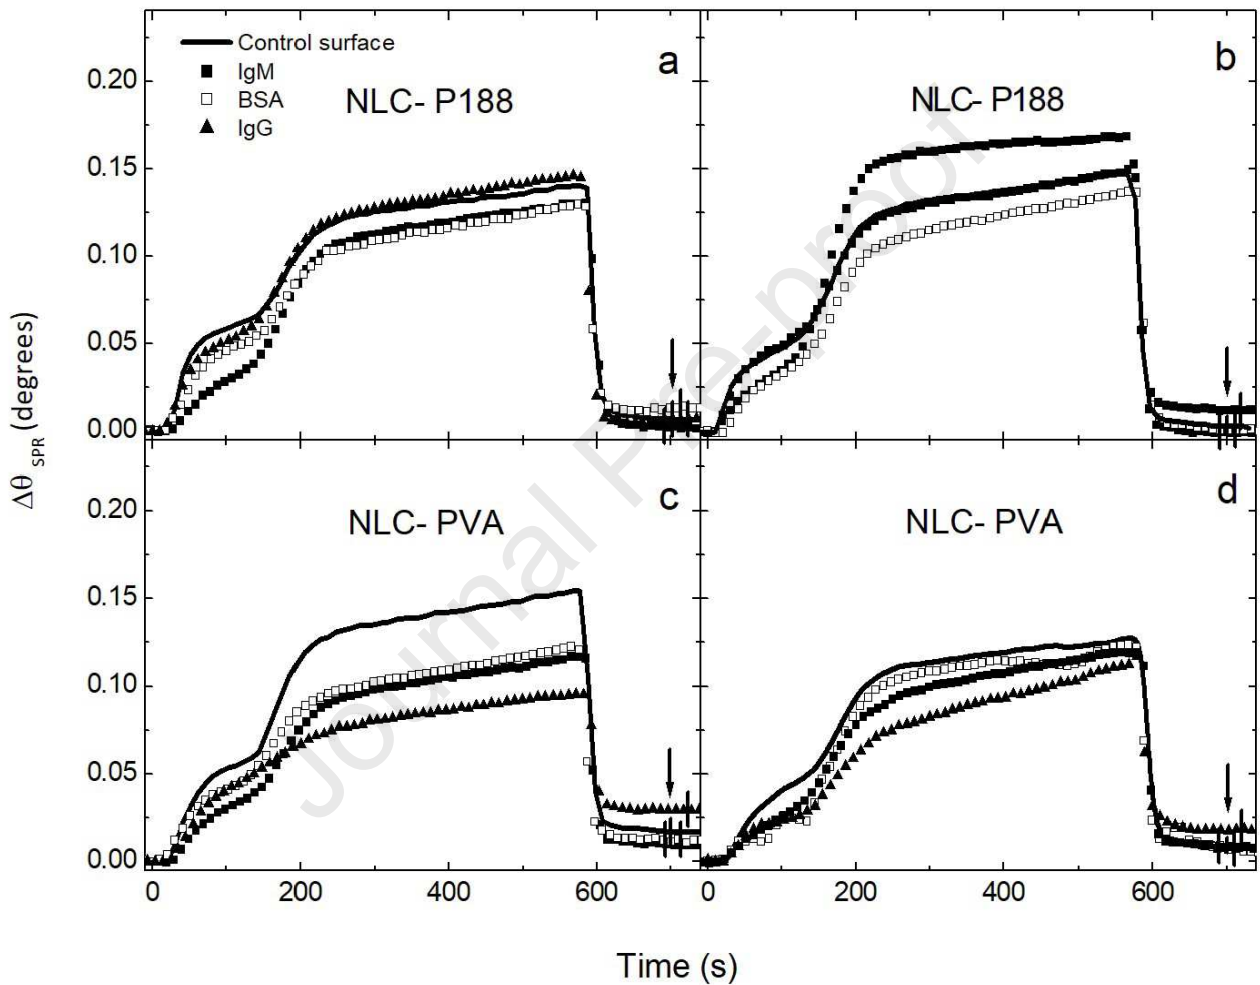 Control surface
IgM
BSA
IgG
a
NLC- P188
b
NLC- P188
0.20
0.15
0.10
0.05
0.00
c
NLC- PVA
d
NLC- PVA
0.20
0.15
0.10
0.05
0.00
Δθ SPR (degrees)
0 200 400 600 0 200 400 600
Time (s)
Journal Pre-proof